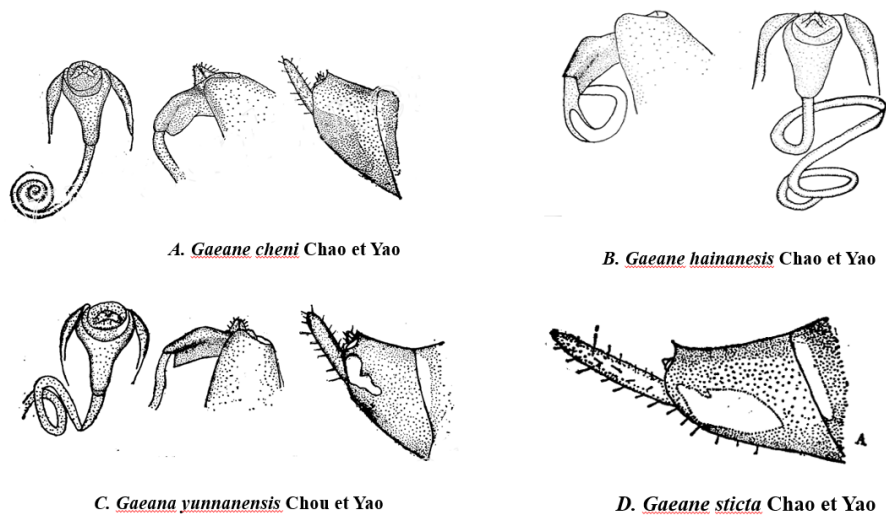 A. Gaeane cheni Chao et Yao
B. Gaeane hainanesis Chao et Yao
C. Gaeana yunnanensis Chou et Yao
A
D. Gaeane sticta Chao et Yao